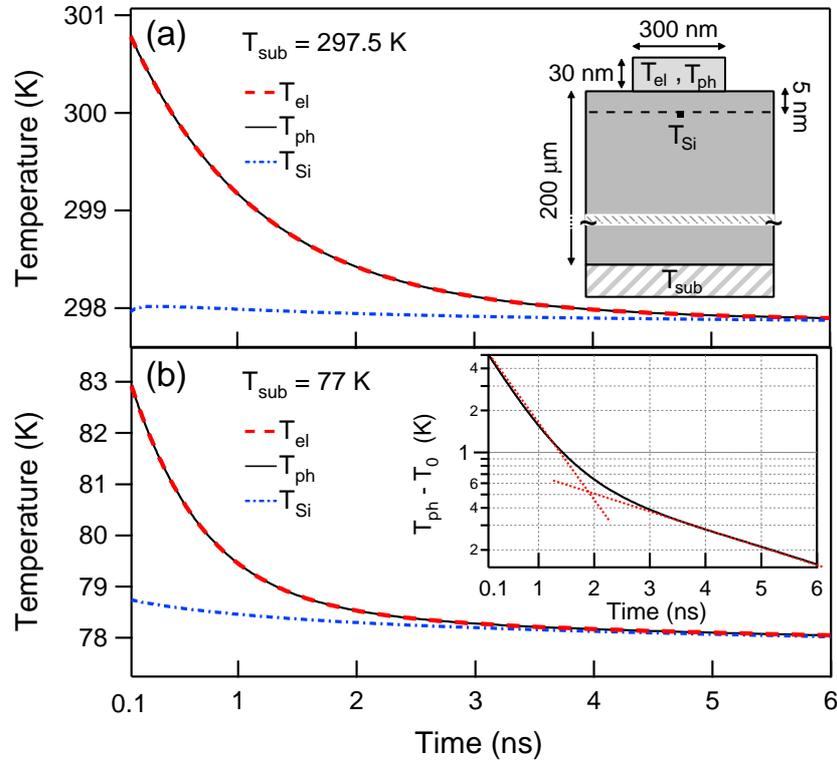 301
300
299
298
Temperature (K)
(a)
T_sub = 297.5 K
T_el
T_ph
T_Si
300 nm
30 nm
T_el , T_ph
5 nm
T_Si
200 μm
~ ~
T_sub
83
82
81
80
79
78
Temperature (K)
(b)
T_sub = 77 K
T_el
T_ph
T_Si
4
2
1
6
4
2
T_ph - T_0 (K)
0.1 1 2 3 4 5 6
Time (ns)
0.1 1 2 3 4 5 6
Time (ns)